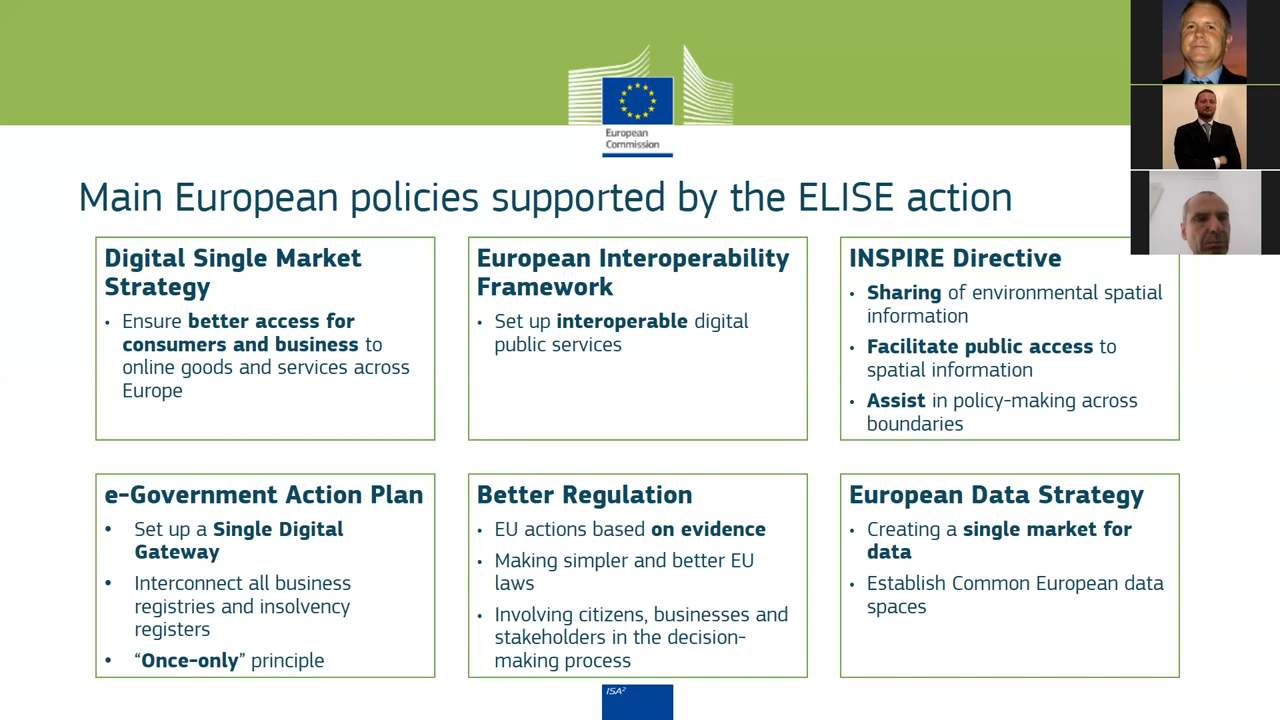 European
Commission
Main European policies supported by the ELISE action
Digital Single Market
Strategy
• Ensure better access for
consumers and business to
online goods and services across
Europe
European Interoperability
Framework
• Set up interoperable digital
public services
INSPIRE Directive
• Sharing of environmental spatial
information
• Facilitate public access to
spatial information
• Assist in policy-making across
boundaries
e-Government Action Plan
• Set up a Single Digital
Gateway
• Interconnect all business
registries and insolvency
registers
• “Once-only” principle
Better Regulation
• EU actions based on evidence
• Making simpler and better EU
laws
• Involving citizens, businesses and
stakeholders in the decision-
making process
European Data Strategy
• Creating a single market for
data
• Establish Common European data
spaces
ISA²